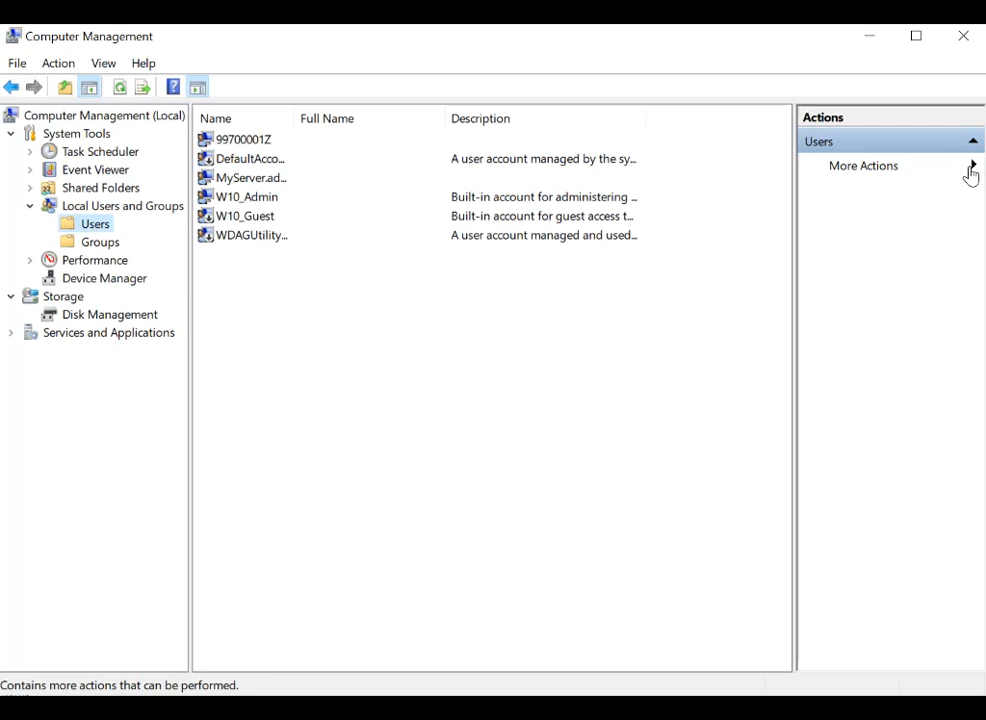 Computer Management
File Action View Help
Computer Management (Local)
System Tools
Task Scheduler
Event Viewer
Shared Folders
Local Users and Groups
Users
Groups
Performance
Device Manager
Storage
Disk Management
Services and Applications
Name Full Name Description
99700001Z
DefaultAcco... A user account managed by the sy...
MyServer.ad...
W10_Admin Built-in account for administering ...
W10_Guest Built-in account for guest access t...
WDAGUtility... A user account managed and used...
Actions
Users
More Actions
Contains more actions that can be performed.